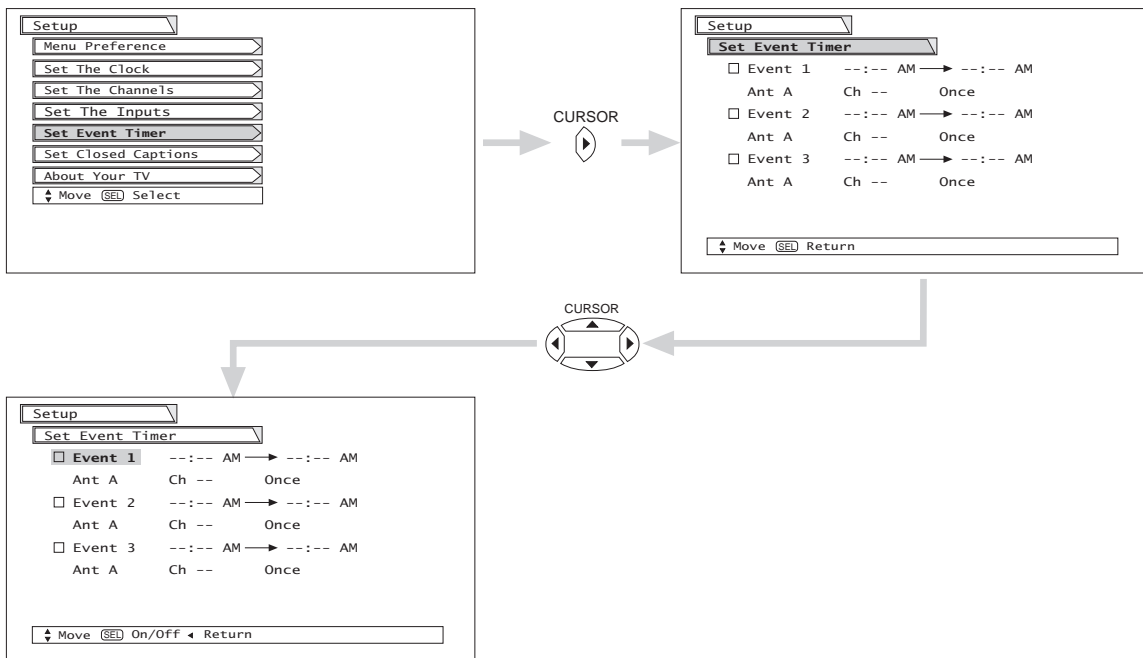 Setup
Menu Preference
Set The Clock
Set The Channels
Set The Inputs
Set Event Timer
Set Closed Captions
About Your TV
Move SEL Select
CURSOR
Setup
Set Event Timer
Event 1 --:-- AM --:-- AM
Ant A Ch -- Once
Event 2 --:-- AM --:-- AM
Ant A Ch -- Once
Event 3 --:-- AM --:-- AM
Ant A Ch -- Once
Move SEL Return
CURSOR
Setup
Set Event Timer
Event 1 --:-- AM --:-- AM
Ant A Ch -- Once
Event 2 --:-- AM --:-- AM
Ant A Ch -- Once
Event 3 --:-- AM --:-- AM
Ant A Ch -- Once
Move SEL On/Off Return